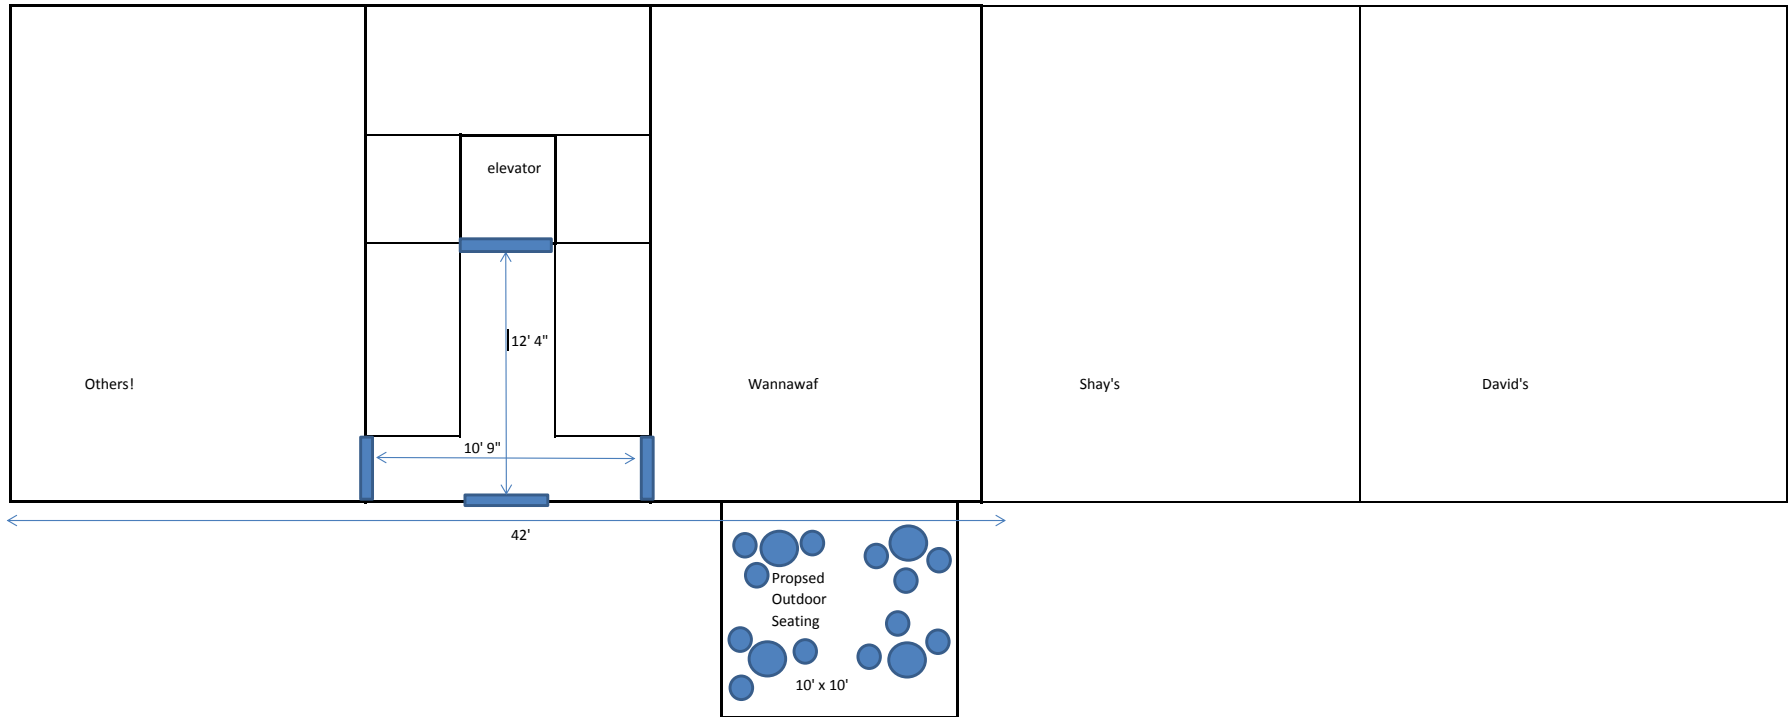 elevator
12' 4"
Others!
Wannawaf
Shay's
David's
10' 9"
42'
Propsed
Outdoor
Seating
10' x 10'